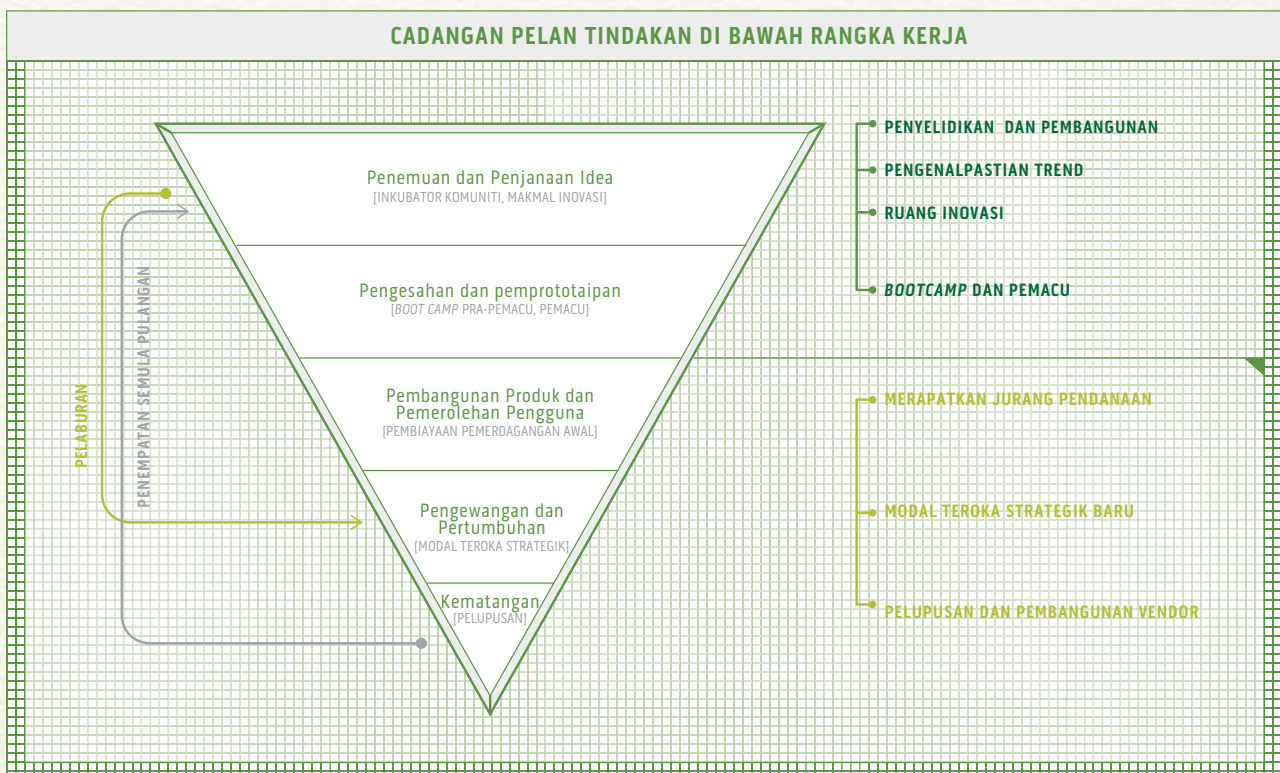 CADANGAN PELAN TINDAKAN DI BAWAH RANGKA KERJA
Penemuan dan Penjanaan Idea
[INKUBATOR KOMUNITI, MAKMAL INOVASI]
Pengesahan dan pemprototaipan
[BOOT CAMP PRA-PEMACU, PEMACU]
Pembangunan Produk dan
Pemerolehan Pengguna
[PEMBIAYAAN PEMERDAGANGAN AWAL]
Pengewangan dan
Pertumbuhan
[MODAL TEROKA STRATEGIK]
Kematangan
[PELUPUSAN]
PELABURAN
PENEMPATAN SEMULA PULANGAN
PENYELIDIKAN DAN PEMBANGUNAN
PENGENALPASTIAN TREND
RUANG INOVASI
BOOTCAMP DAN PEMACU
MERAPATKAN JURANG PENDANAAN
MODAL TEROKA STRATEGIK BARU
PELUPUSAN DAN PEMBANGUNAN VENDOR